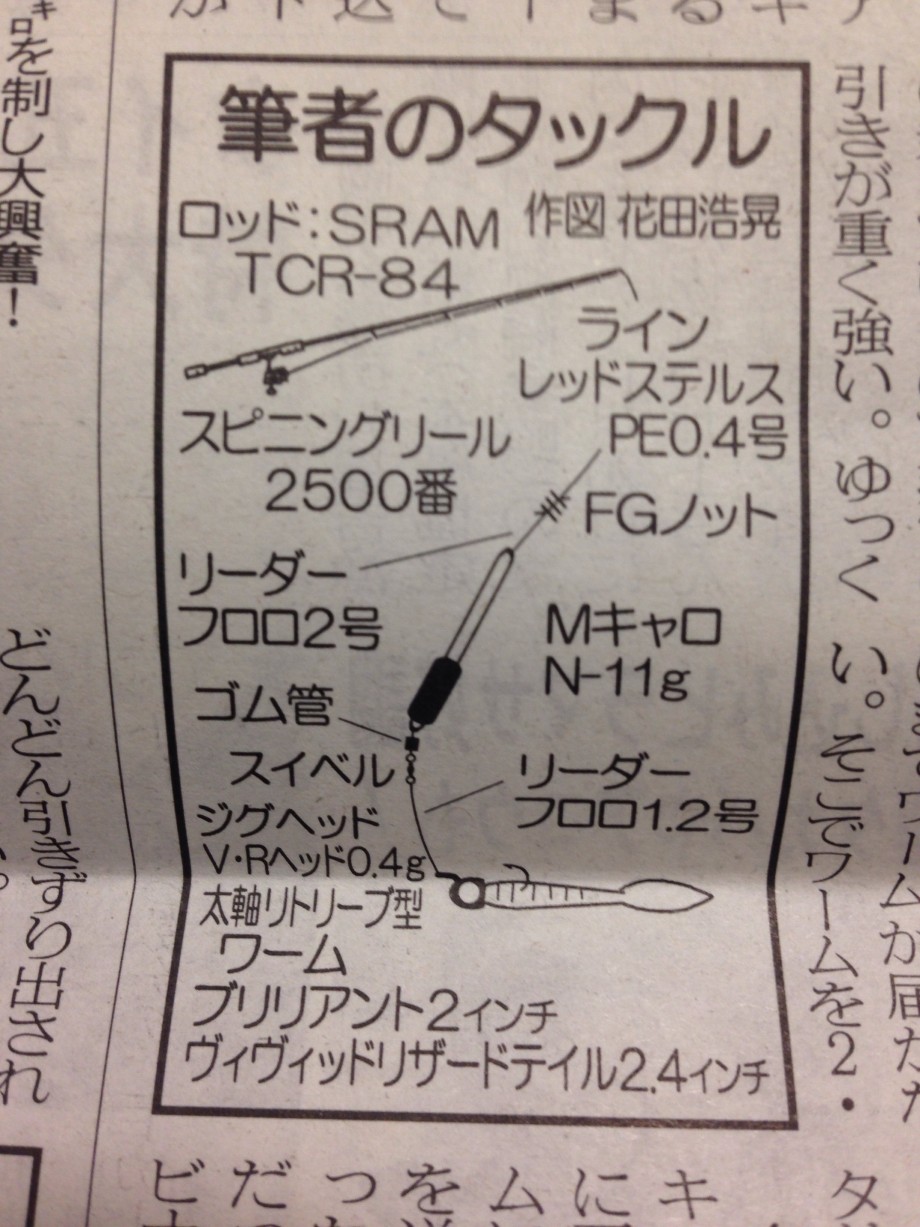 筆者のタックル
ロッド:SRAM
TCR-84
作図 花田浩晃
ライン
レッドステルス
PE0.4号
スピニングリール
2500番
FGノット
リーダー
フロロ2号
Mキャロ
N-11g
ゴム管
スイベル
リーダー
フロロ1.2号
ジグヘッド
V・Rヘッド0.4g
太軸リトリーブ型
ワーム
ブリリアント2インチ
ヴィヴィッドリザードテイル2.4インチ
引きが重く強い。ゆっく
い。そこでワームを2・
を制し大興奮!
どんどん引きずり出され